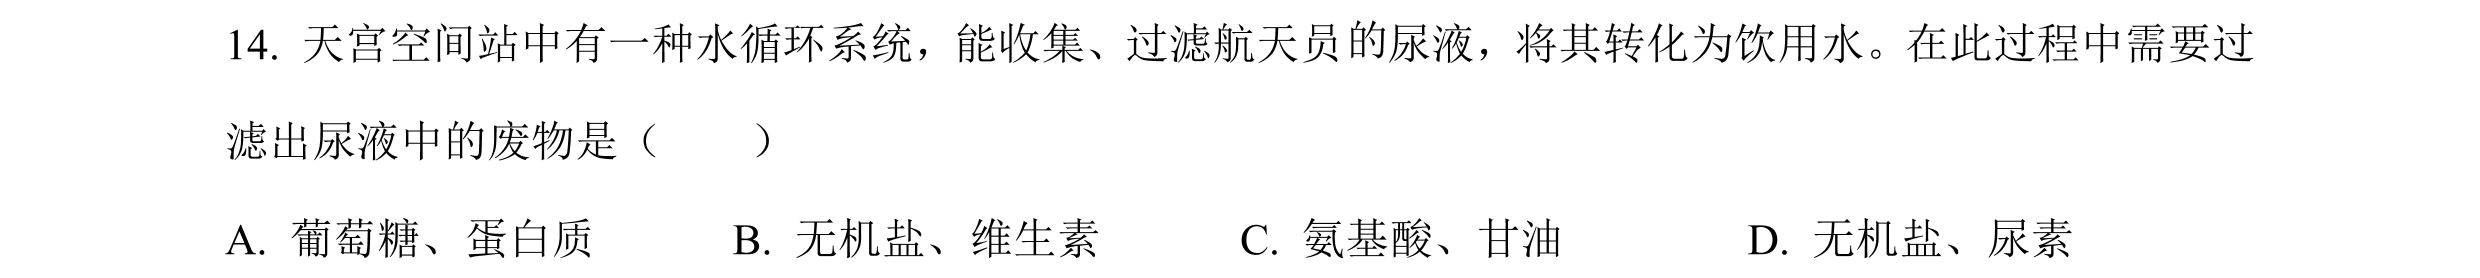 14. 天宫空间站中有一种水循环系统，能收集、过滤航天员的尿液，将其转化为饮用水。在此过程中需要过
滤出尿液中的废物是（　　）
A. 葡萄糖、蛋白质　　B. 无机盐、维生素　　C. 氨基酸、甘油　　D. 无机盐、尿素